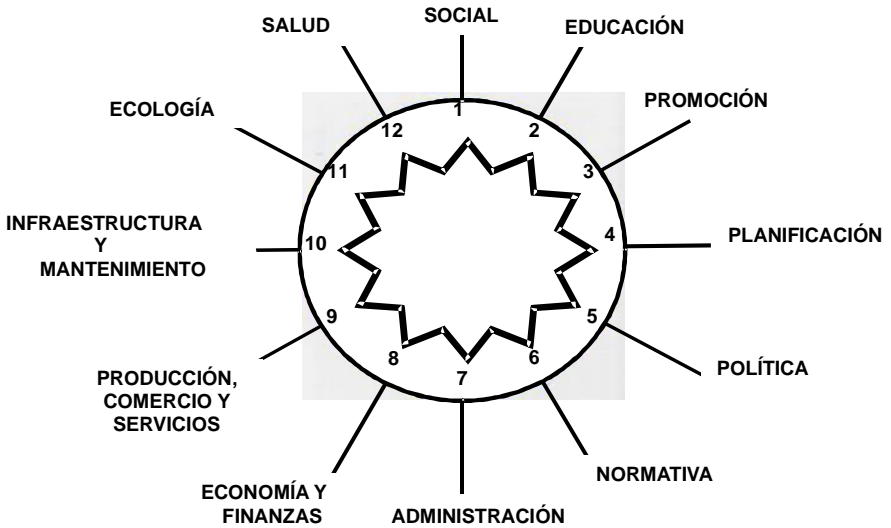 SOCIAL
SALUD
EDUCACIÓN
PROMOCIÓN
ECOLOGÍA
1
2
12
3
11
INFRAESTRUCTURA
Y
MANTENIMIENTO
10
4
PLANIFICACIÓN
9
5
8
6
7
POLÍTICA
PRODUCCIÓN,
COMERCIO Y
SERVICIOS
NORMATIVA
ECONOMÍA Y
FINANZAS
ADMINISTRACIÓN